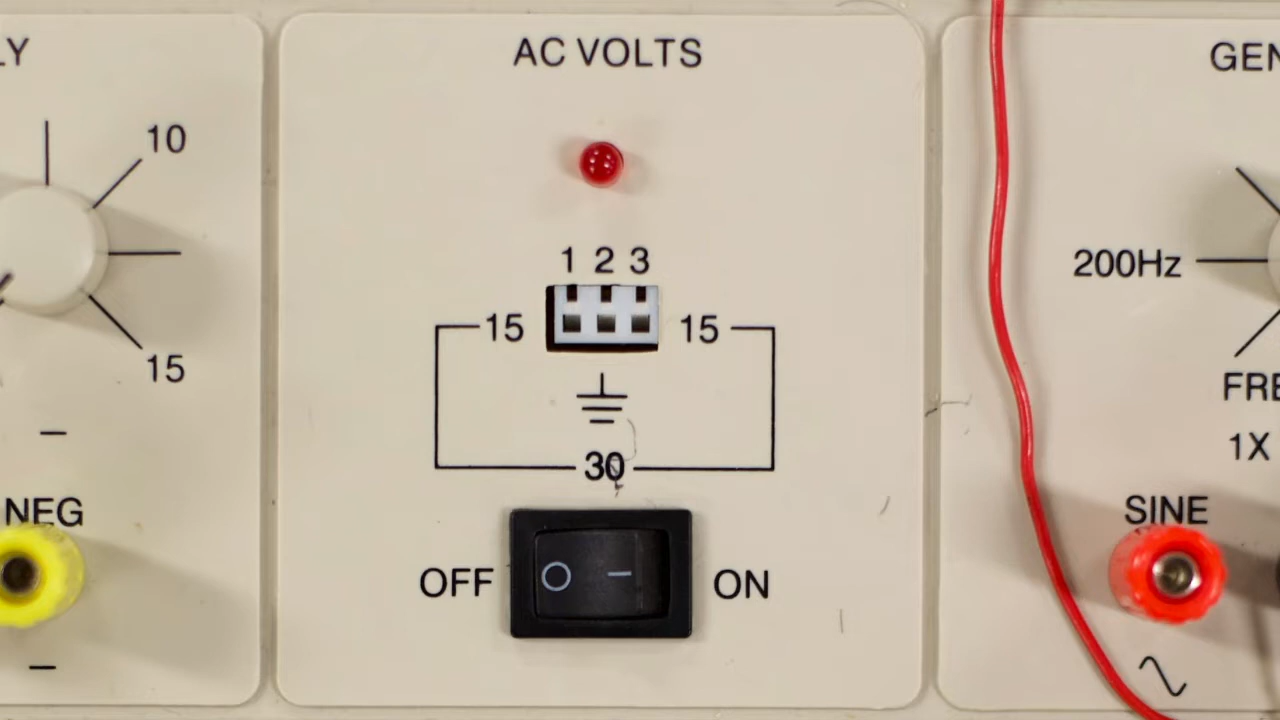 LY
10
15
–
NEG
–
AC VOLTS
1 2 3
15 15
30
OFF O – ON
GEN
200Hz
FRE
1X
SINE